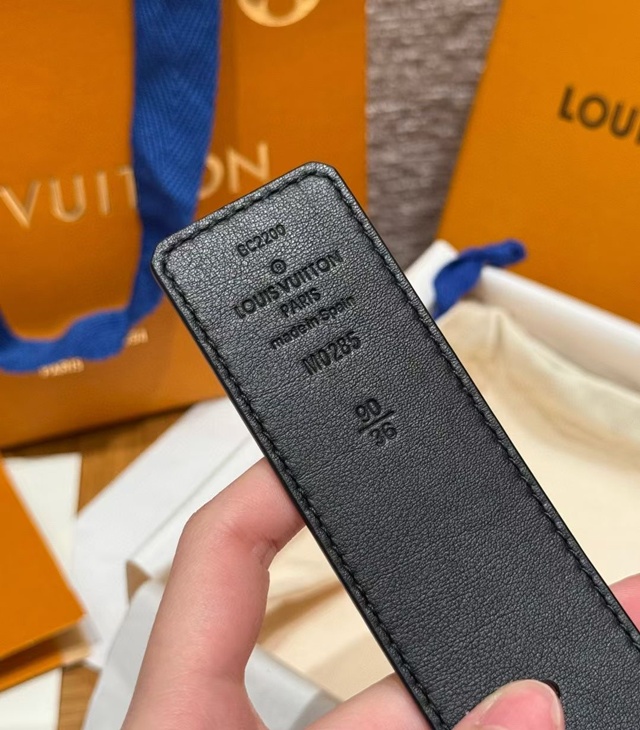 VUITTON
LOUI
BC2200
LOUIS VUITTON
PARIS
made in Spain
M0285
90
36